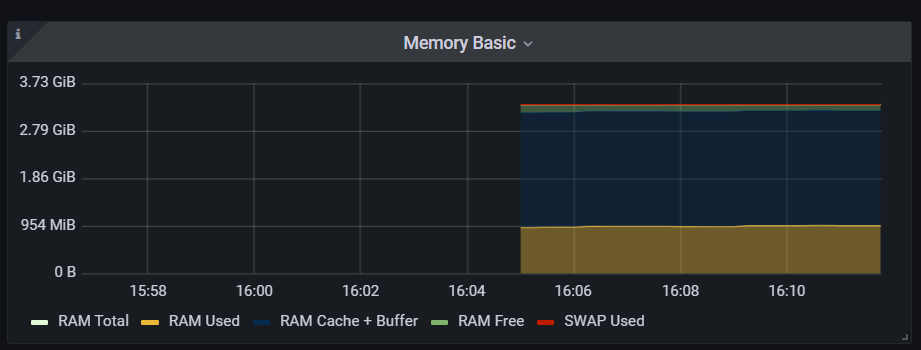 i
Memory Basic
3.73 GiB
2.79 GiB
1.86 GiB
954 MiB
0 B
15:58 16:00 16:02 16:04 16:06 16:08 16:10
RAM Total RAM Used RAM Cache + Buffer RAM Free SWAP Used